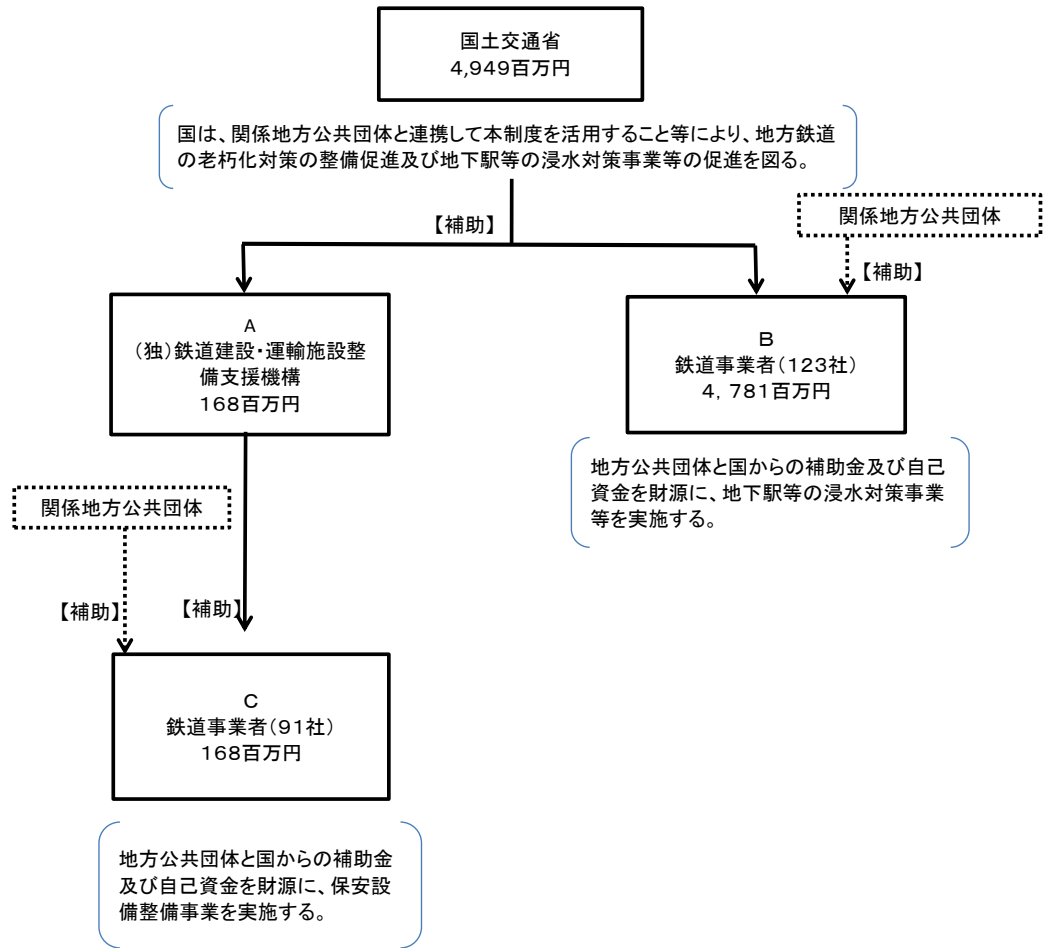 国土交通省
4,949百万円
国は、関係地方公共団体と連携して本制度を活用すること等により、地方鉄道
の老朽化対策の整備促進及び地下駅等の浸水対策事業等の促進を図る。
【補助】
関係地方公共団体
【補助】
A
(独)鉄道建設・運輸施設整
備支援機構
168百万円
B
鉄道事業者(123社)
4,781百万円
地方公共団体と国からの補助金及び自己
資金を財源に、地下駅等の浸水対策事業
等を実施する。
関係地方公共団体
【補助】
【補助】
C
鉄道事業者(91社)
168百万円
地方公共団体と国からの補助金
及び自己資金を財源に、保安設
備整備事業を実施する。